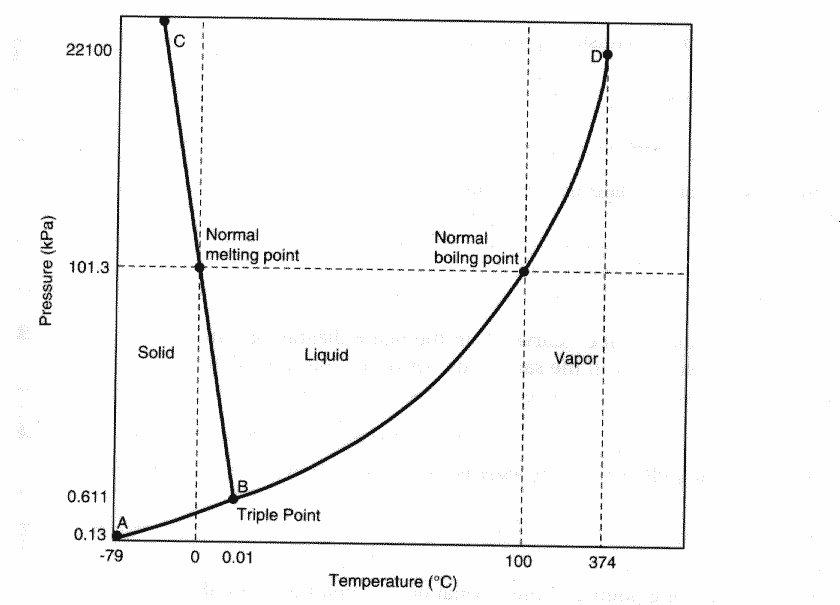 C
22100
D
Normal
melting point
Normal
boilng point
101.3
Pressure (kPa)
Solid
Liquid
Vapor
B
0.611
Triple Point
A
0.13
-79
0
0.01
100
374
Temperature (°C)